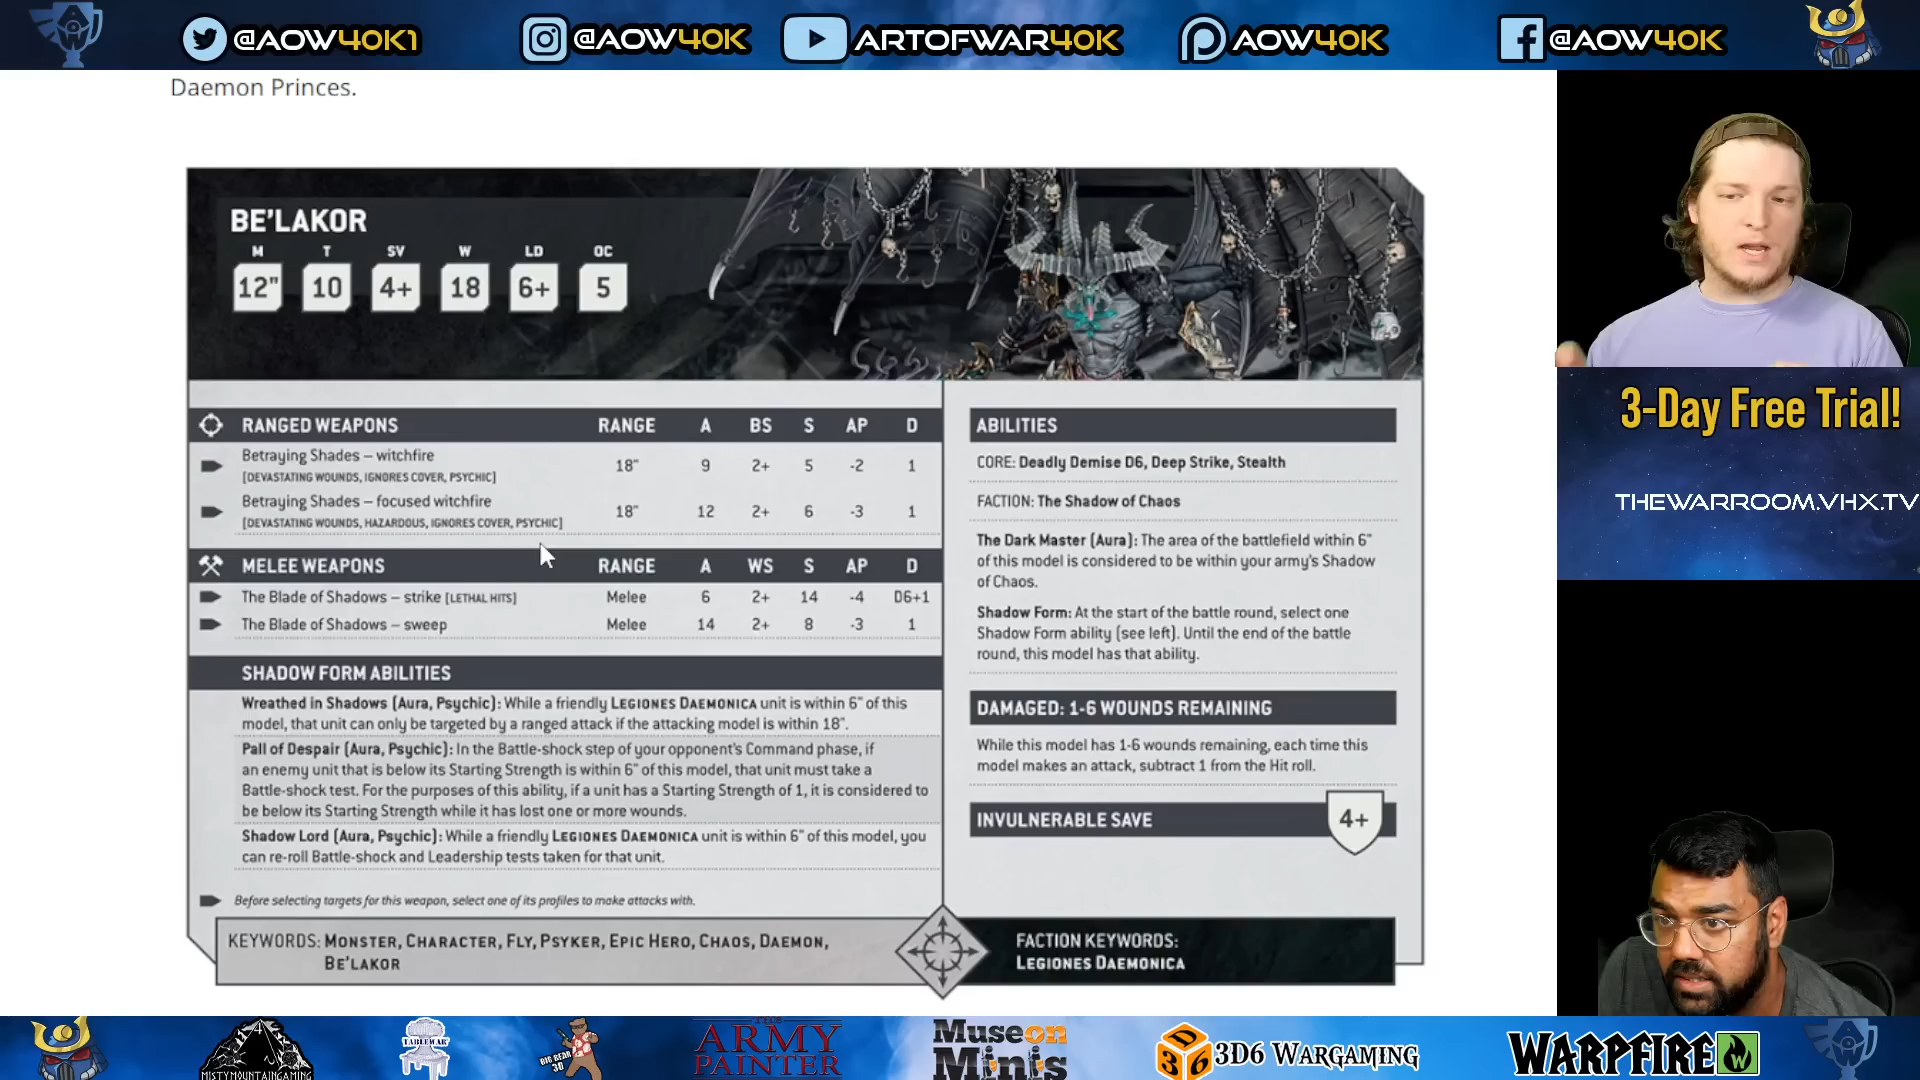 @AOW40K1 @AOW40K ARTOFWAR40K AOW40K @AOW40K
Daemon Princes.
BE'LAKOR
M T SV W LD OC
12" 10 4+ 18 6+ 5
RANGED WEAPONS RANGE A BS S AP D
Betraying Shades – witchfire
[DEVASTATING WOUNDS, IGNORES COVER, PSYCHIC]
18" 9 2+ 5 -2 1
Betraying Shades – focused witchfire
[DEVASTATING WOUNDS, HAZARDOUS, IGNORES COVER, PSYCHIC]
18" 12 2+ 6 -3 1
MELEE WEAPONS RANGE A WS S AP D
The Blade of Shadows – strike [LETHAL HITS] Melee 6 2+ 14 -4 D6+1
The Blade of Shadows – sweep Melee 14 2+ 8 -3 1
SHADOW FORM ABILITIES
Wreathed in Shadows (Aura, Psychic): While a friendly LEGIONES DAEMONICA unit is within 6" of this
model, that unit can only be targeted by a ranged attack if the attacking model is within 18".
Pall of Despair (Aura, Psychic): In the Battle-shock step of your opponent's Command phase, if
an enemy unit that is below its Starting Strength is within 6" of this model, that unit must take a
Battle-shock test. For the purposes of this ability, if a unit has a Starting Strength of 1, it is considered to
be below its Starting Strength while it has lost one or more wounds.
Shadow Lord (Aura, Psychic): While a friendly LEGIONES DAEMONICA unit is within 6" of this model, you
can re-roll Battle-shock and Leadership tests taken for that unit.
Before selecting targets for this weapon, select one of its profiles to make attacks with.
KEYWORDS: MONSTER, CHARACTER, FLY, PSYKER, EPIC HERO, CHAOS, DAEMON,
BE'LAKOR
ABILITIES
CORE: Deadly Demise D6, Deep Strike, Stealth
FACTION: The Shadow of Chaos
The Dark Master (Aura): The area of the battlefield within 6"
of this model is considered to be within your army's Shadow
of Chaos.
Shadow Form: At the start of the battle round, select one
Shadow Form ability (see left). Until the end of the battle
round, this model has that ability.
DAMAGED: 1-6 WOUNDS REMAINING
While this model has 1-6 wounds remaining, each time this
model makes an attack, subtract 1 from the Hit roll.
INVULNERABLE SAVE 4+
FACTION KEYWORDS:
LEGIONES DAEMONICA
3-Day Free Trial!
THEWARROOM.VHX.TV
MISTYMOUNTAINGAMING
TABLEWAR
BIG BEAR
3D
THE
ARMY
PAINTER
Museon
Minis
3D6
3D6 WARGAMING
WARPFIRE